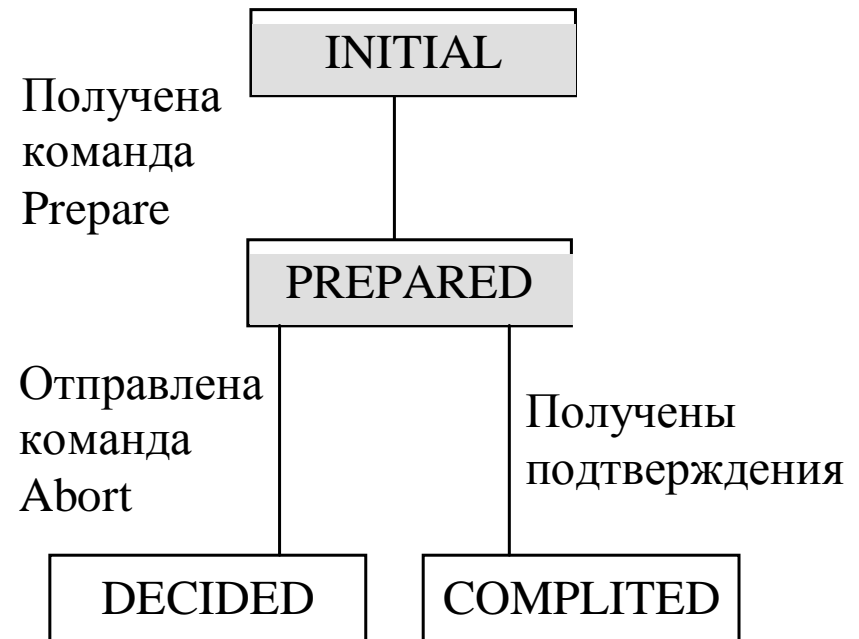 INITIAL
Получена
команда
Prepare
PREPARED
Отправлена
команда
Abort
Получены
подтверждения
DECIDED
COMPLITED